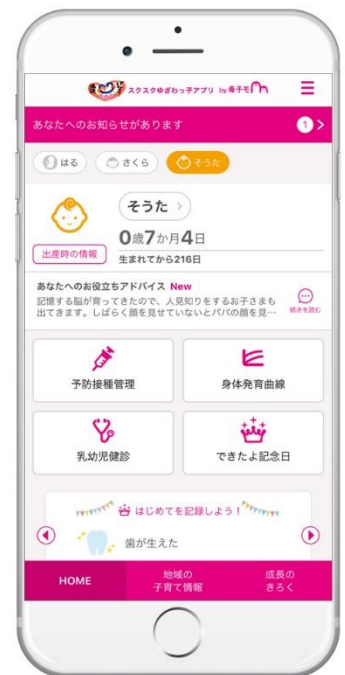 スクスクゆざわっ子アプリ by 母子モ
あなたへのお知らせがあります 1
はる さくら そうた
そうた
0歳7か月4日
出産時の情報
生まれてから216日
あなたへのお役立ちアドバイス New
記憶する脳が育ってきたので、人見知りをするお子さまも
出てきます。しばらく顔を見せていないとパパの顔を見…
続きを読む
予防接種管理 身体発育曲線
乳幼児健診 できたよ記念日
はじめてを記録しよう!
歯が生えた
HOME
地域の
子育て情報
成長の
きろく